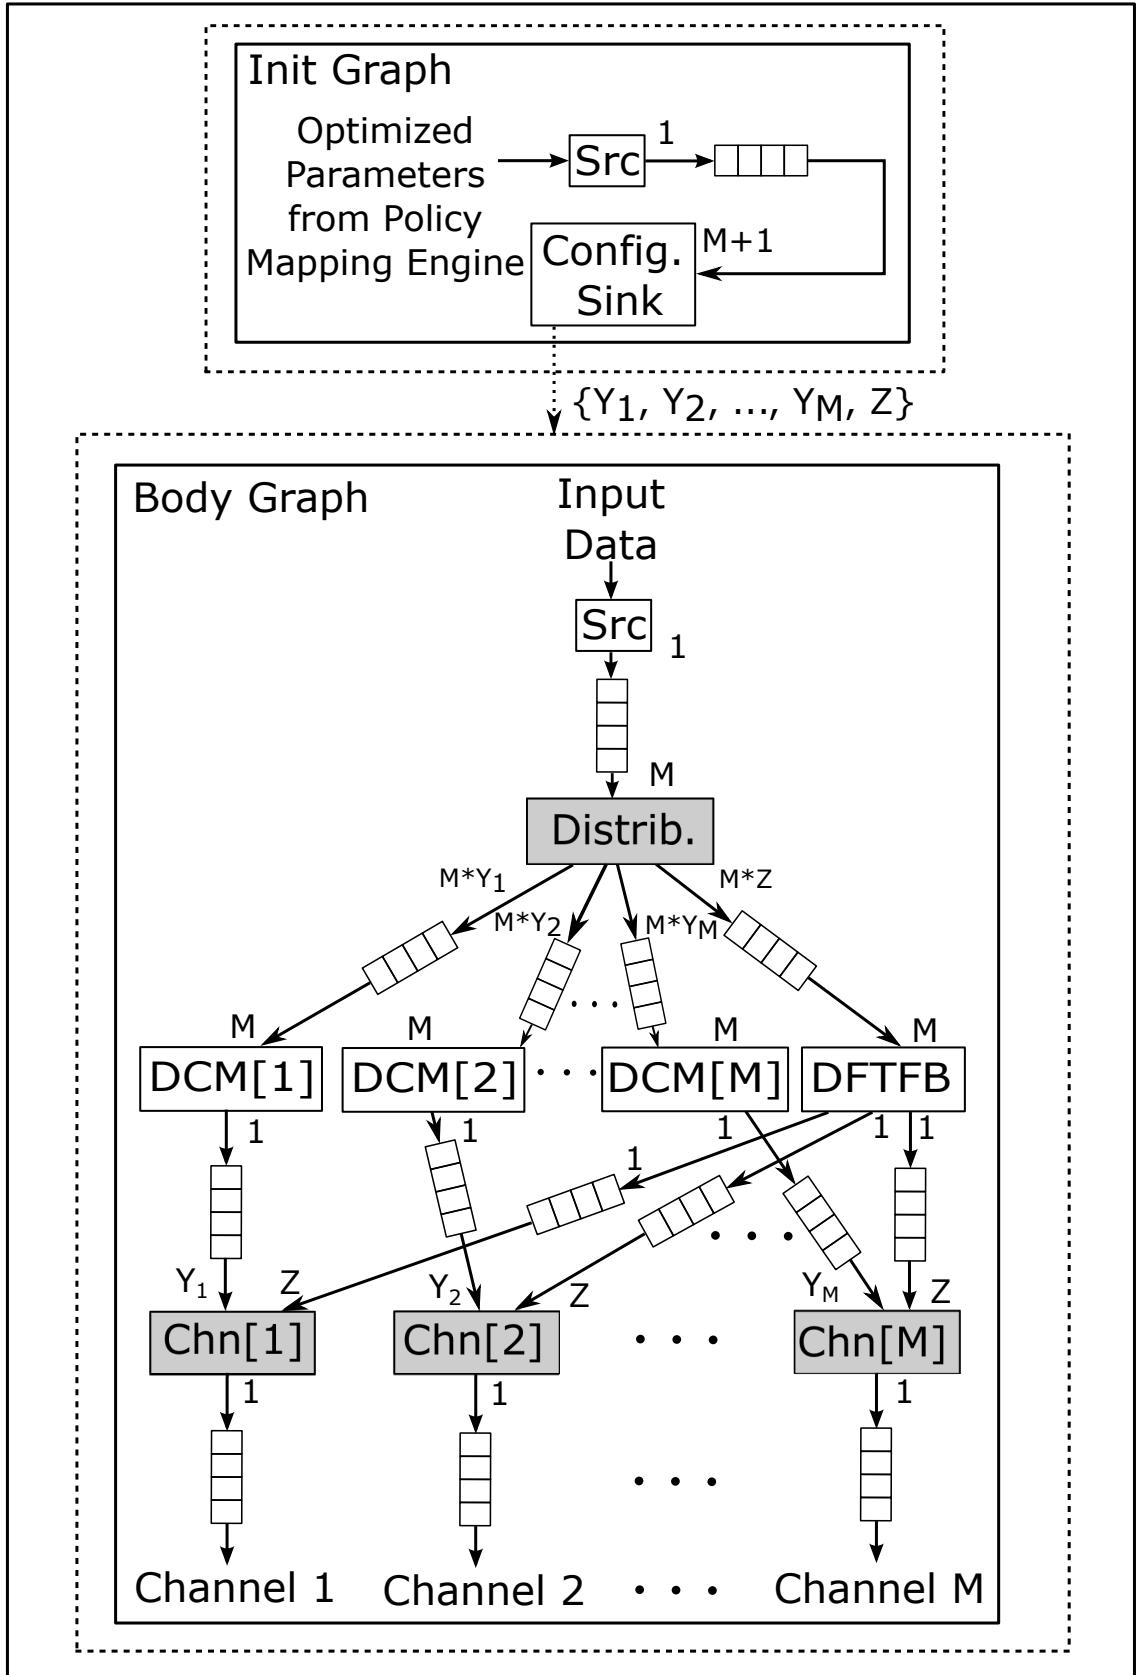 Init Graph
Optimized
Parameters
from Policy
Mapping Engine
Src
1
Config.
Sink
M+1
{Y1, Y2, ..., YM, Z}
Body Graph
Input
Data
Src
1
M
Distrib.
M*Y1
M*Y2
M*YM
M*Z
...
M
M
M
M
DCM[1]
DCM[2]
...
DCM[M]
DFTFB
1
1
1
1
1
1
...
Y1
Z
Y2
Z
YM
Z
Chn[1]
Chn[2]
...
Chn[M]
1
1
1
...
Channel 1
Channel 2
...
Channel M